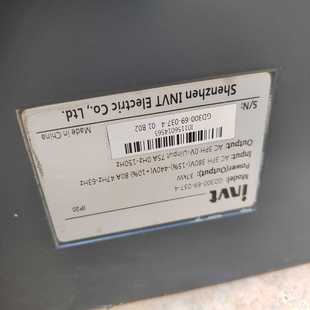 invt
IP20
Model: GD300-69-037-4
Power(Output): 37kW
Input: AC 3PH 380V(-15%)-440V(+10%) 80A 47Hz-63Hz
Output: AC 3PH 0V-Uinput 75A 0Hz-150Hz
GD300-69-037-4 01 B02
S/N:
Made in China
Shenzhen INVT Electric Co., Ltd.